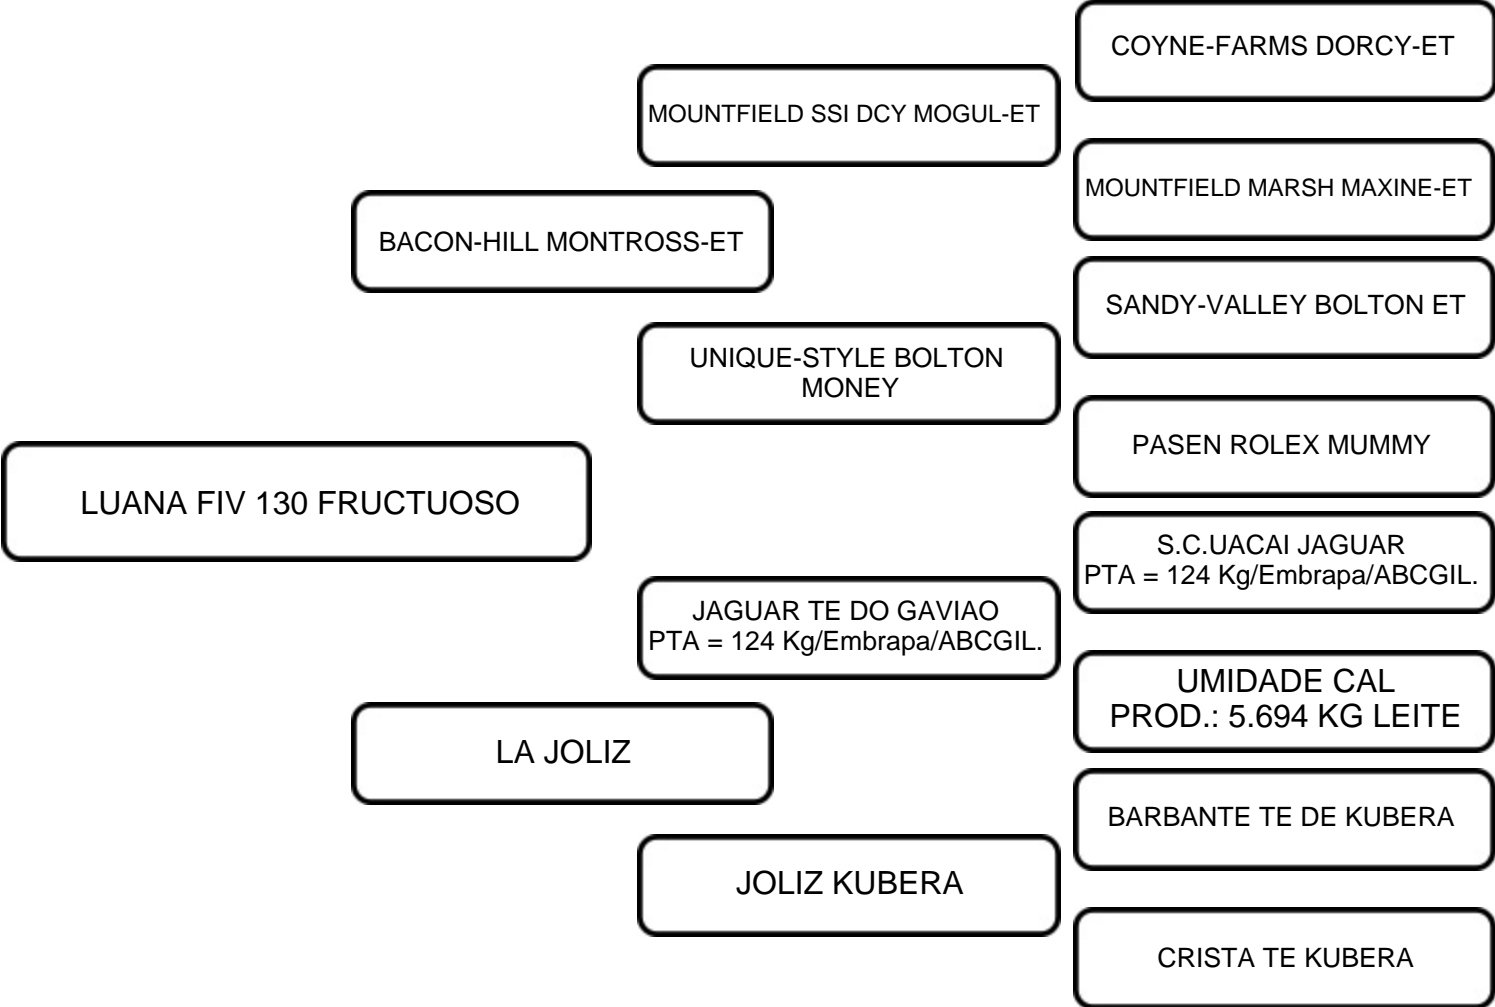 COYNE-FARMS DORCY-ET
MOUNTFIELD SSI DCY MOGUL-ET
MOUNTFIELD MARSH MAXINE-ET
BACON-HILL MONTROSS-ET
SANDY-VALLEY BOLTON ET
UNIQUE-STYLE BOLTON
MONEY
PASEN ROLEX MUMMY
LUANA FIV 130 FRUCTUOSO
S.C.UACAI JAGUAR
PTA = 124 Kg/Embrapa/ABCGIL.
JAGUAR TE DO GAVIAO
PTA = 124 Kg/Embrapa/ABCGIL.
UMIDADE CAL
PROD.: 5.694 KG LEITE
LA JOLIZ
BARBANTE TE DE KUBERA
JOLIZ KUBERA
CRISTA TE KUBERA